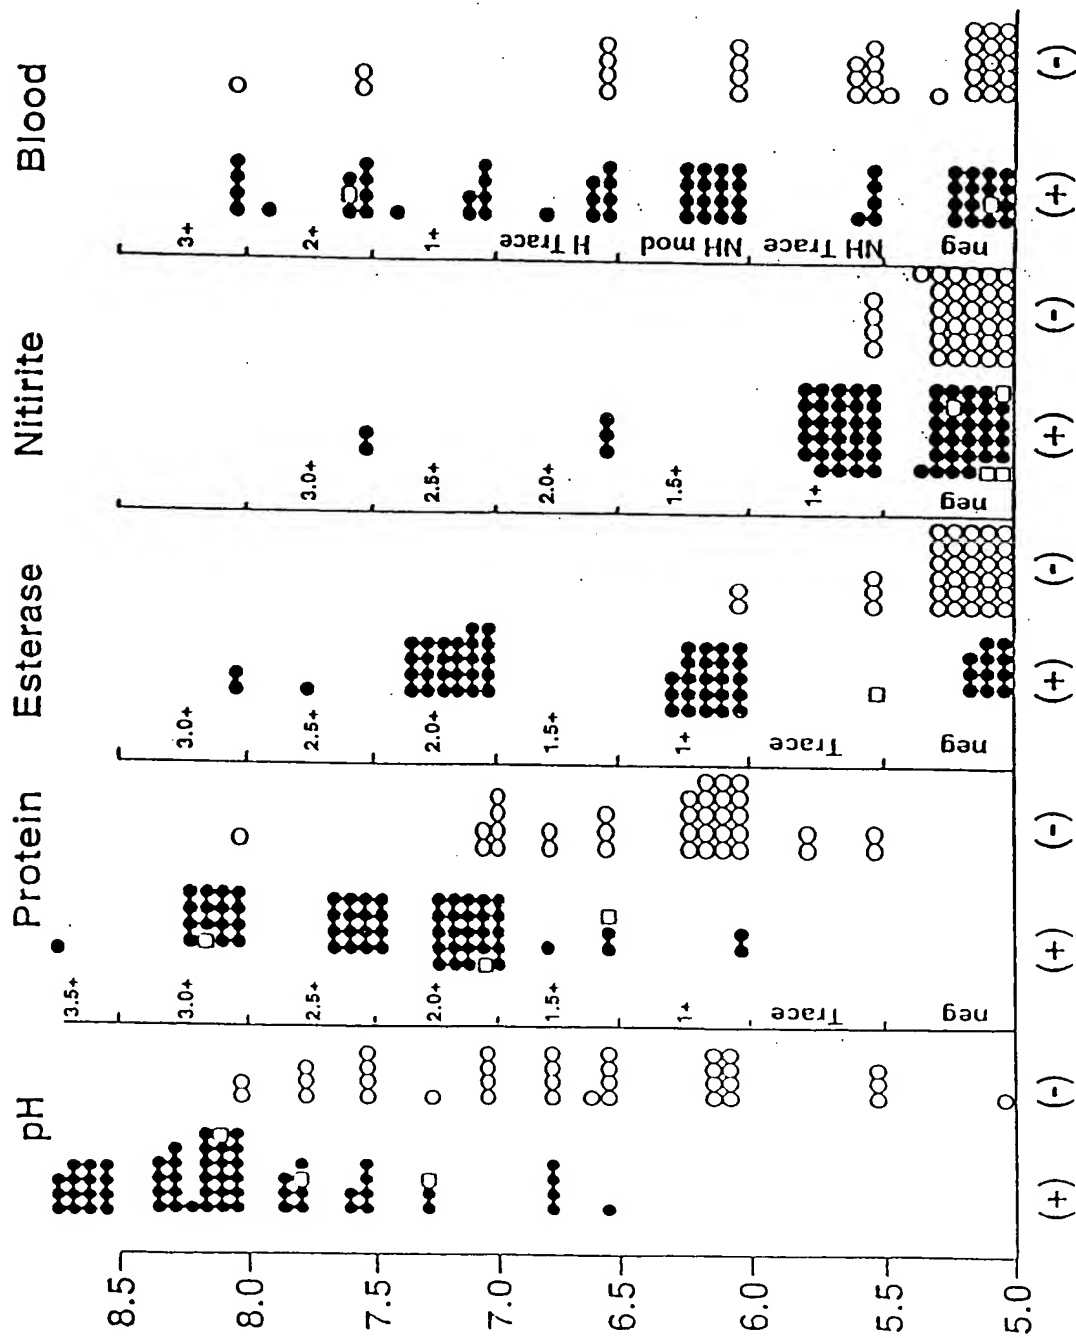 pH Protein Esterase Nitirite Blood
8.5
8.0
7.5
7.0
6.5
6.0
5.5
5.0
3.5+
3.0+
2.5+
2.0+
1.5+
1+
Trace
neg
3.0+
2.5+
2.0+
1.5+
1+
Trace
neg
3.0+
2.5+
2.0+
1.5+
1+
neg
3+
2+
1+
H Trace
NH mod
NH Trace
neg
(+) (-) (+) (-) (+) (-) (+) (-) (+) (-)